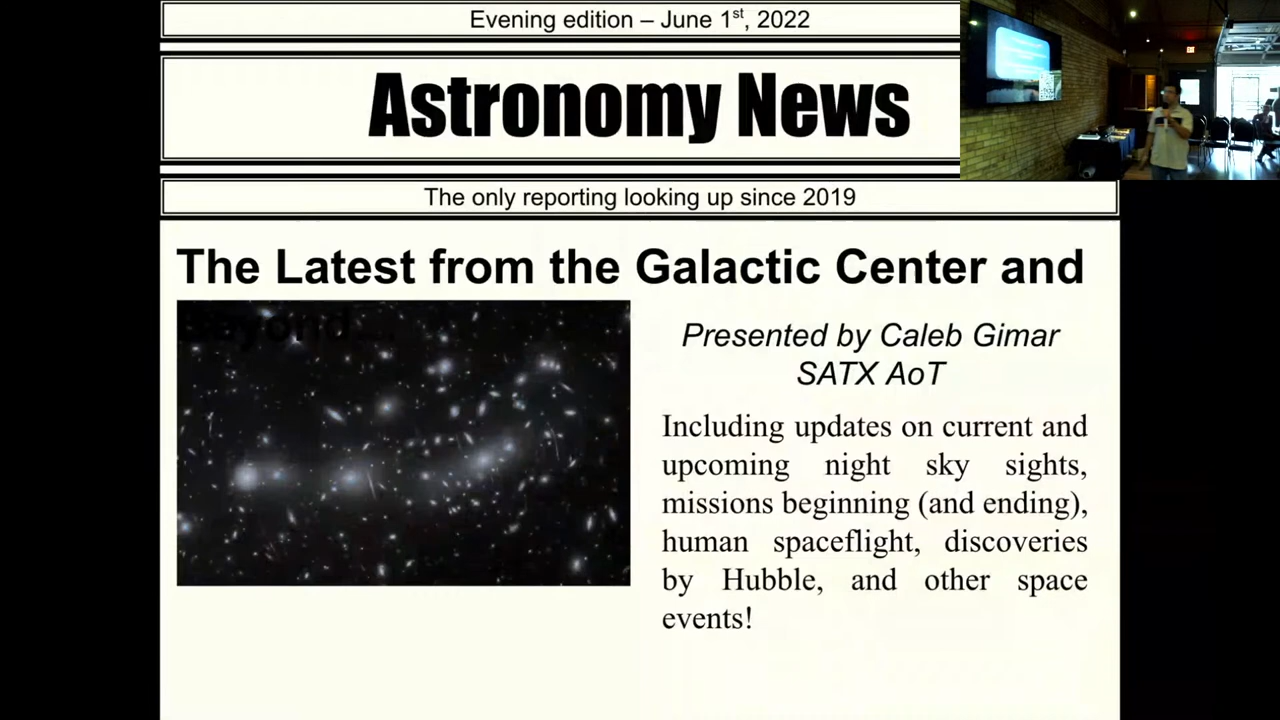 Evening edition – June 1st, 2022
Astronomy News
The only reporting looking up since 2019
The Latest from the Galactic Center and
Beyond...
Presented by Caleb Gimar
SATX AoT
Including updates on current and
upcoming night sky sights,
missions beginning (and ending),
human spaceflight, discoveries
by Hubble, and other space
events!